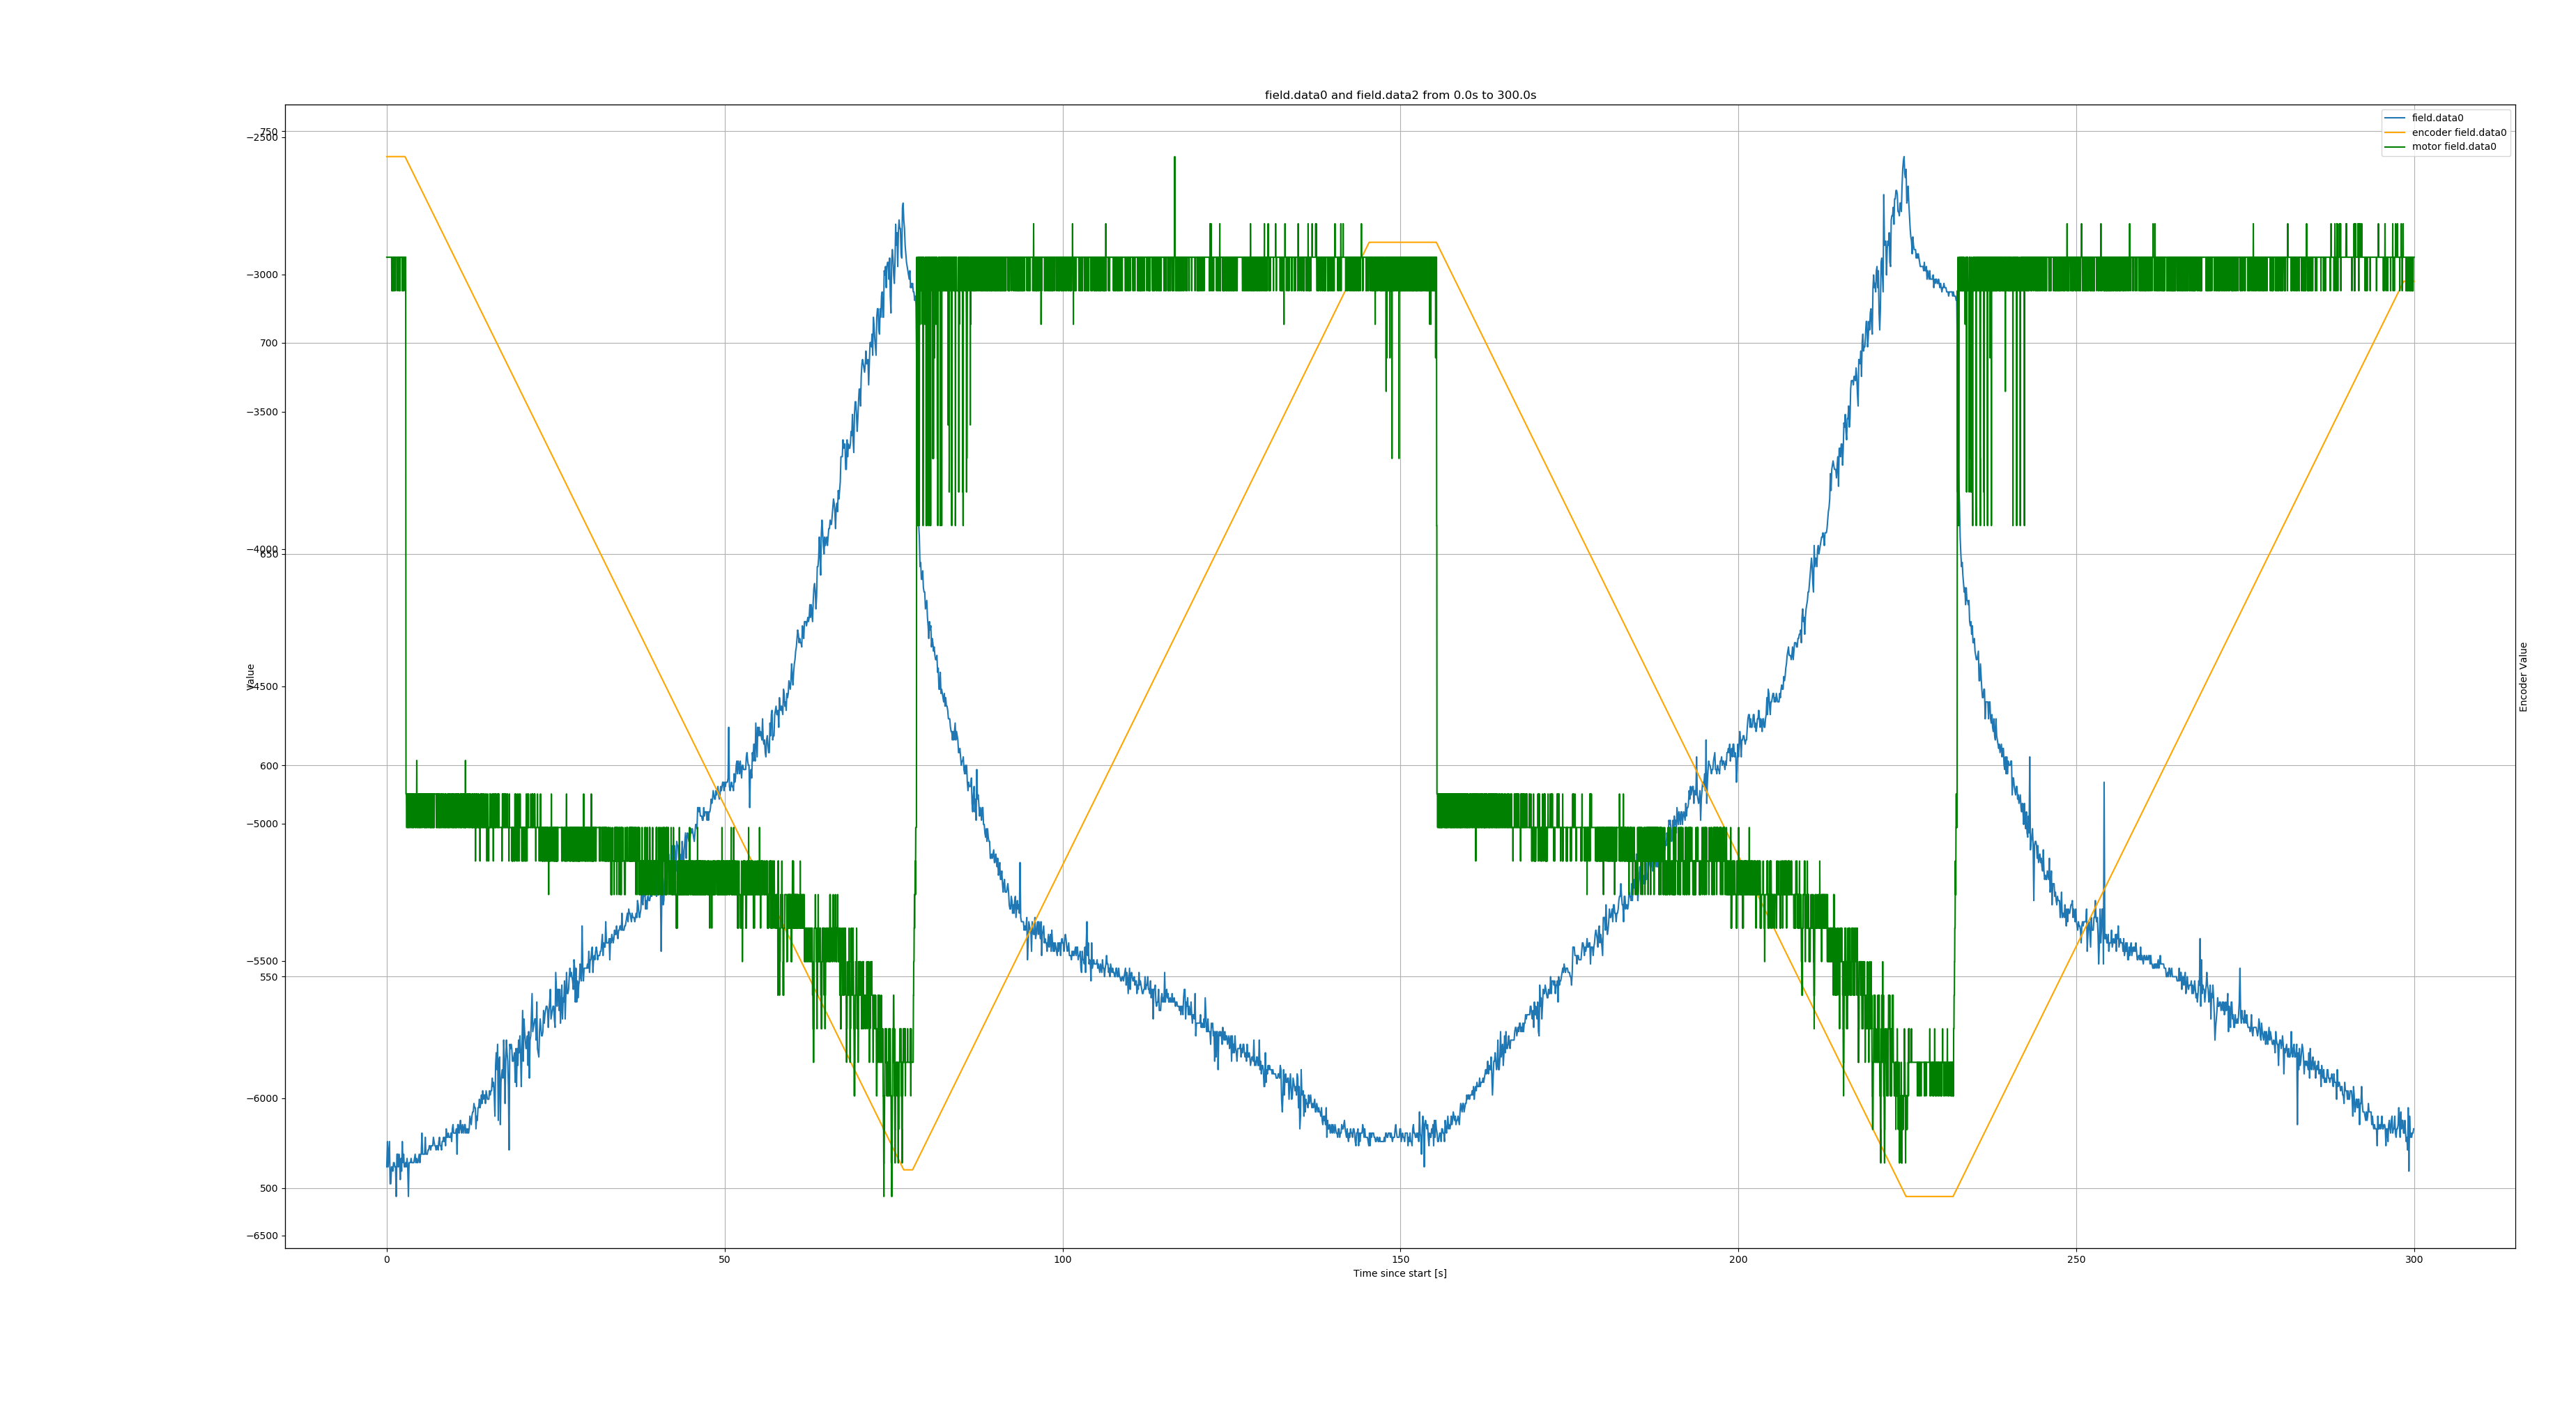 field.data0 and field.data2 from 0.0s to 300.0s
field.data0
encoder field.data0
motor field.data0
750
−2500
−3000
700
−3500
−4000
650
−4500
600
−5000
−5500
550
−6000
500
−6500
Value
Encoder Value
0 50 100 150 200 250 300
Time since start [s]